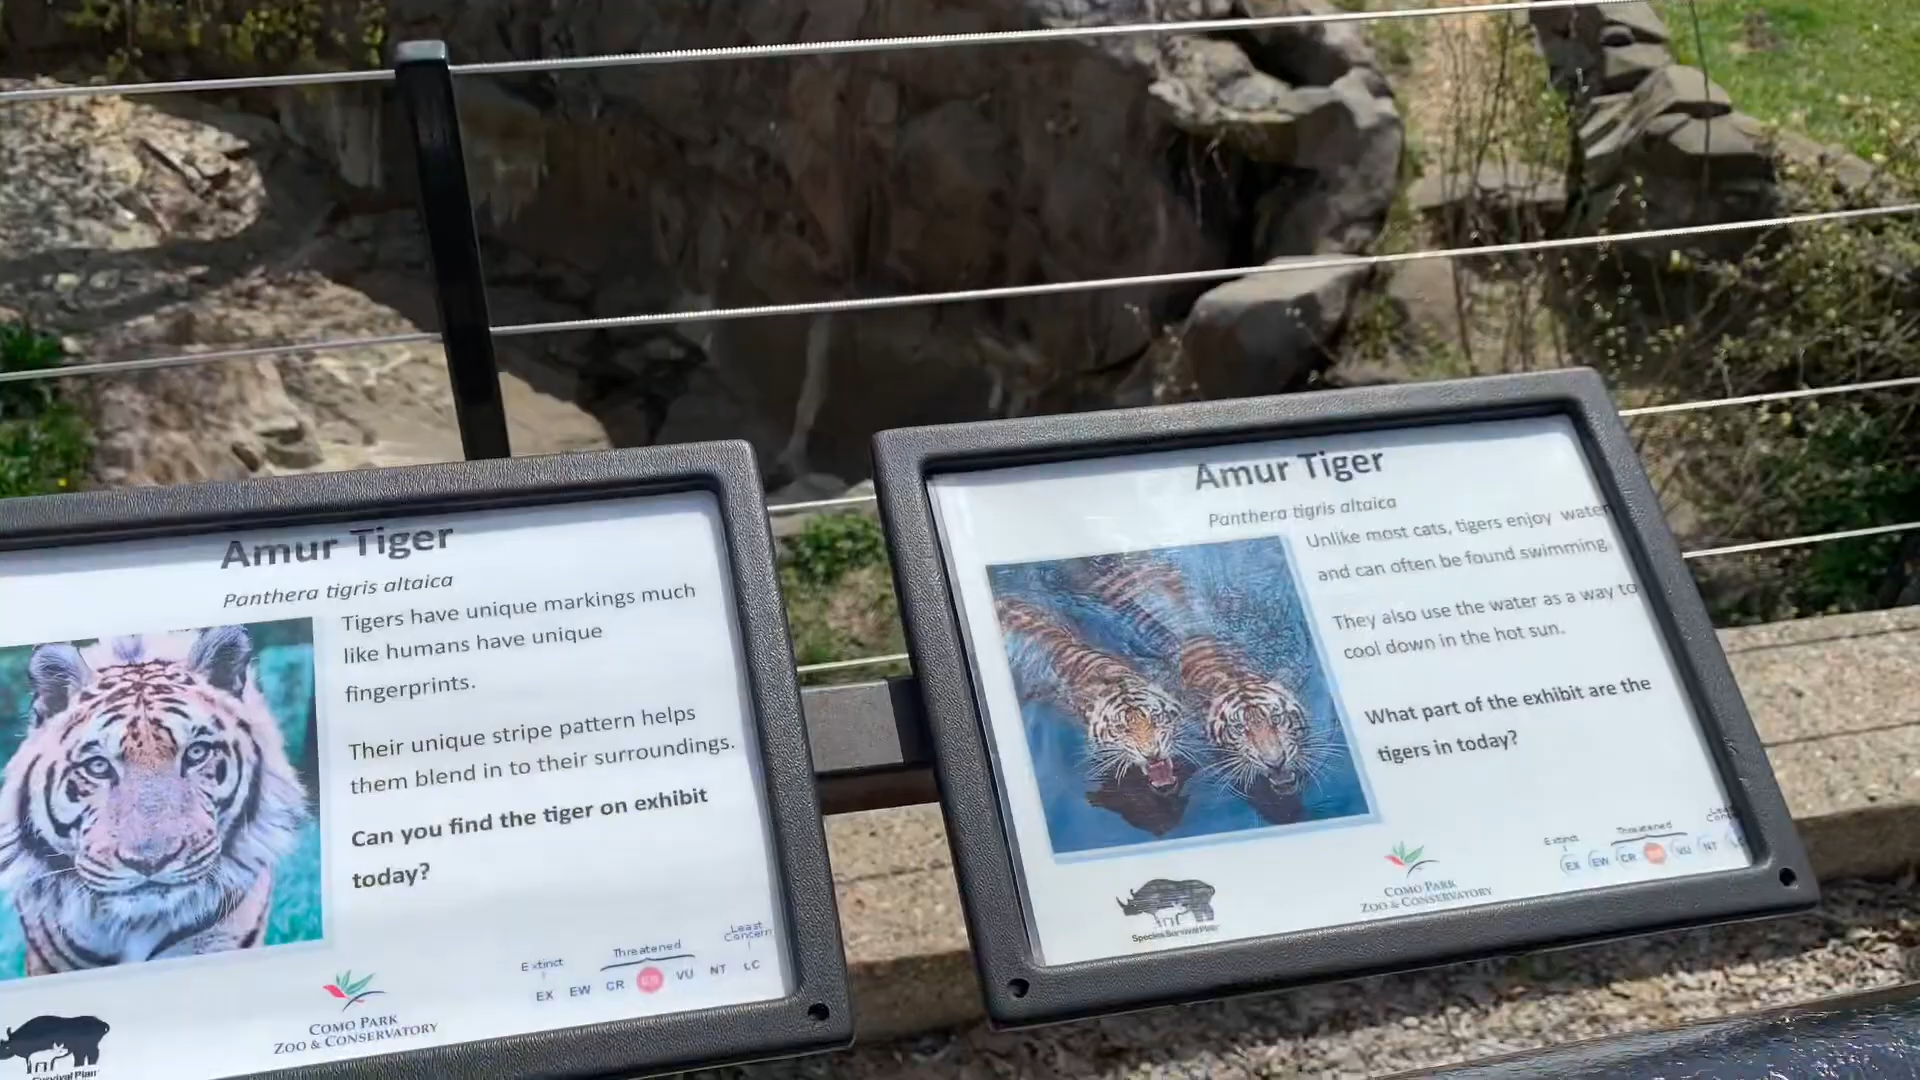 Amur Tiger
Panthera tigris altaica
Tigers have unique markings much
like humans have unique
fingerprints.
Their unique stripe pattern helps
them blend in to their surroundings.
Can you find the tiger on exhibit
today?
Extinct
Threatened
Least
Concern
EX EW CR EN VU NT LC
COMO PARK
ZOO & CONSERVATORY
Survival Plan
Amur Tiger
Panthera tigris altaica
Unlike most cats, tigers enjoy water
and can often be found swimming.
They also use the water as a way to
cool down in the hot sun.
What part of the exhibit are the
tigers in today?
Extinct
Threatened
EX EW CR VU NT
COMO PARK
ZOO & CONSERVATORY
Species Survival Plan